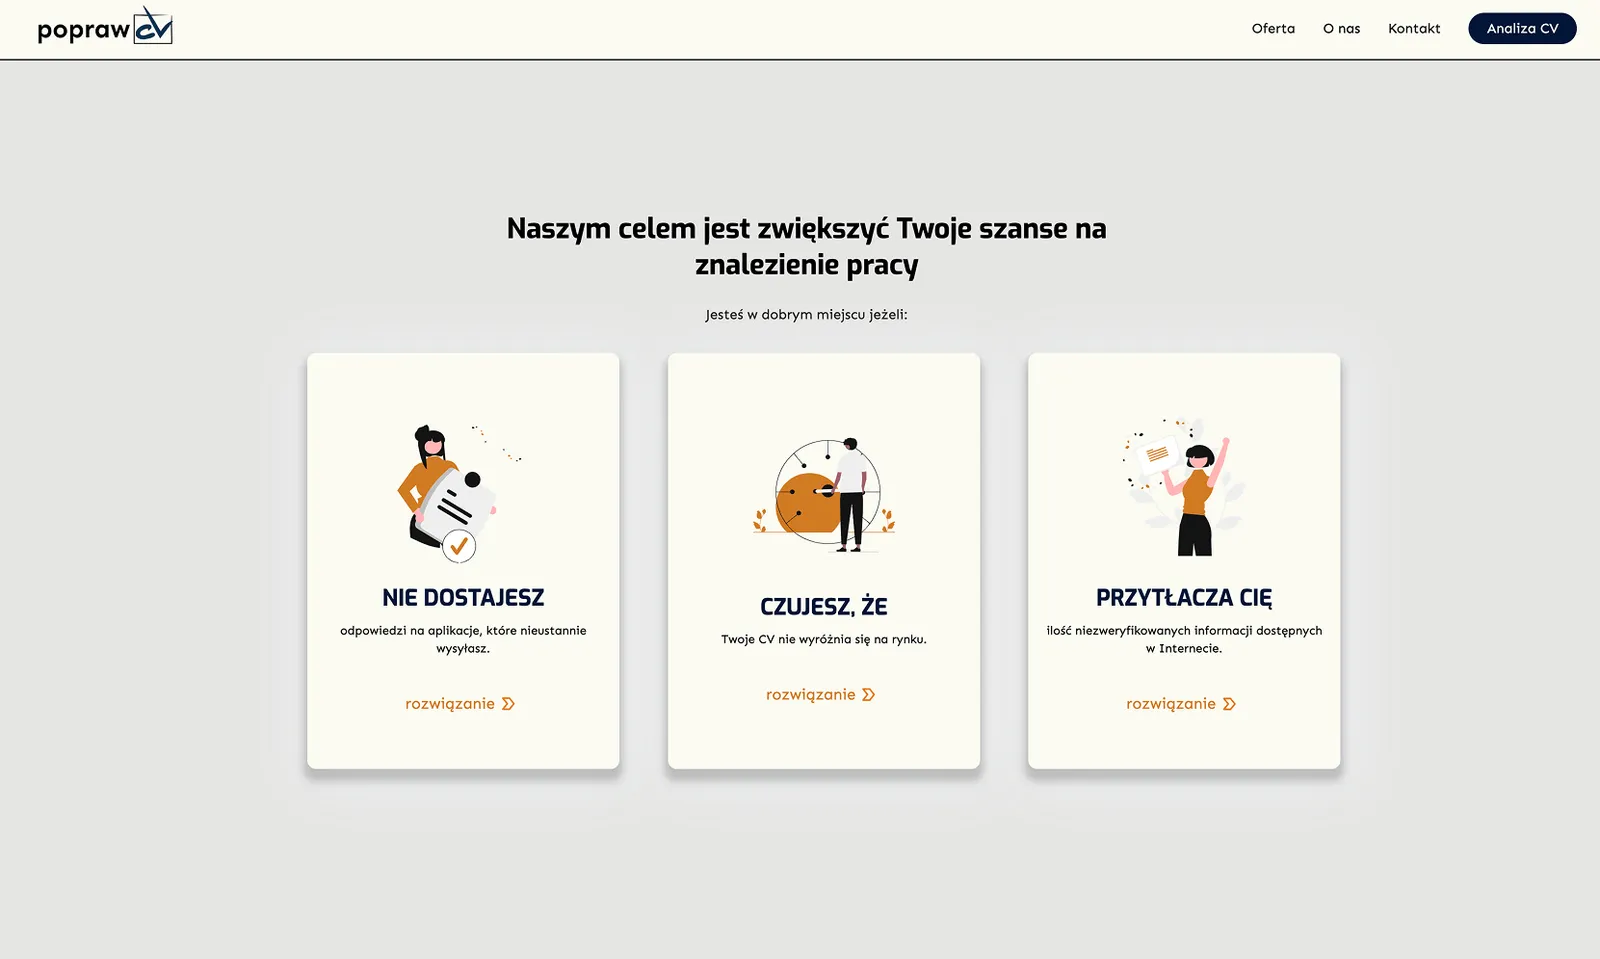 popraw CV
Oferta
O nas
Kontakt
Analiza CV
Naszym celem jest zwiększyć Twoje szanse na
znalezienie pracy
Jesteś w dobrym miejscu jeżeli:
NIE DOSTAJESZ
odpowiedzi na aplikacje, które nieustannie
wysyłasz.
rozwiązanie
CZUJESZ, ŻE
Twoje CV nie wyróżnia się na rynku.
rozwiązanie
PRZYTŁACZA CIĘ
ilość niezweryfikowanych informacji dostępnych
w Internecie.
rozwiązanie